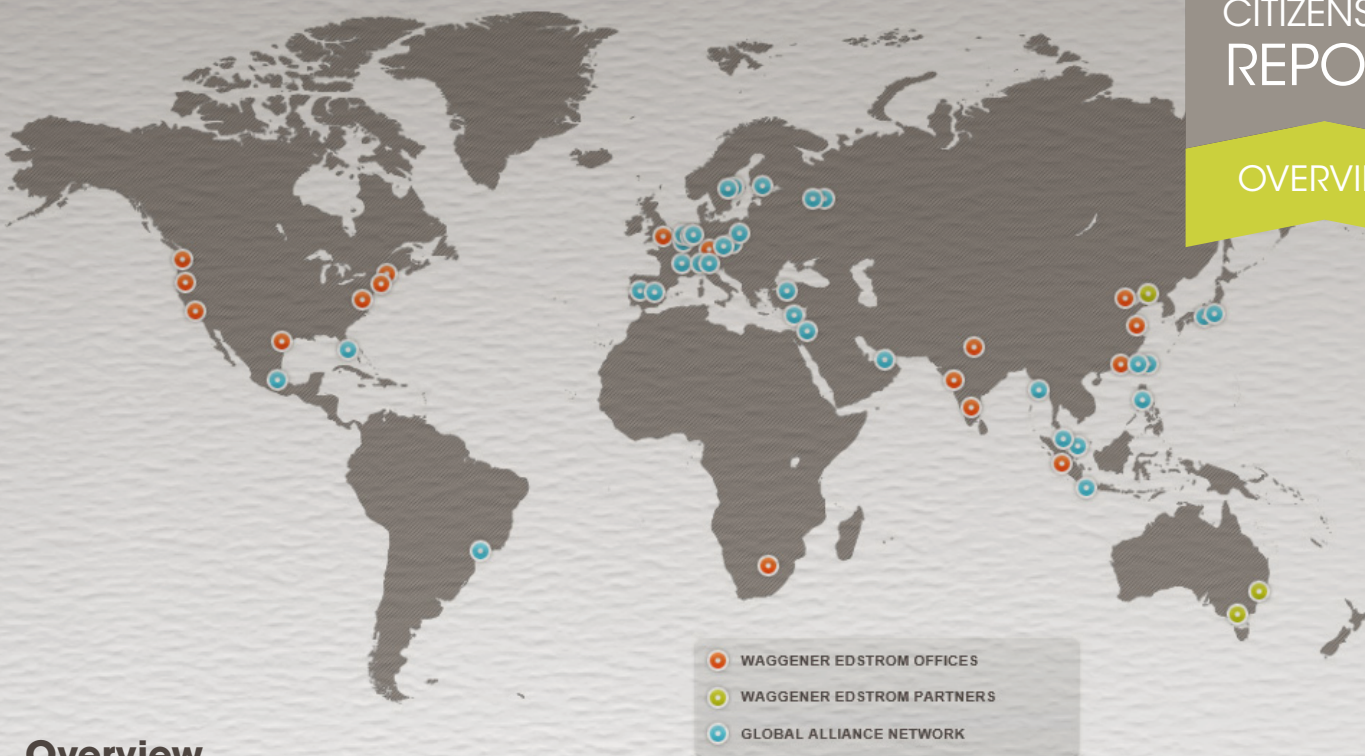 CITIZENS
REPO
OVERVI
WAGGENER EDSTROM OFFICES
WAGGENER EDSTROM PARTNERS
GLOBAL ALLIANCE NETWORK
Overview